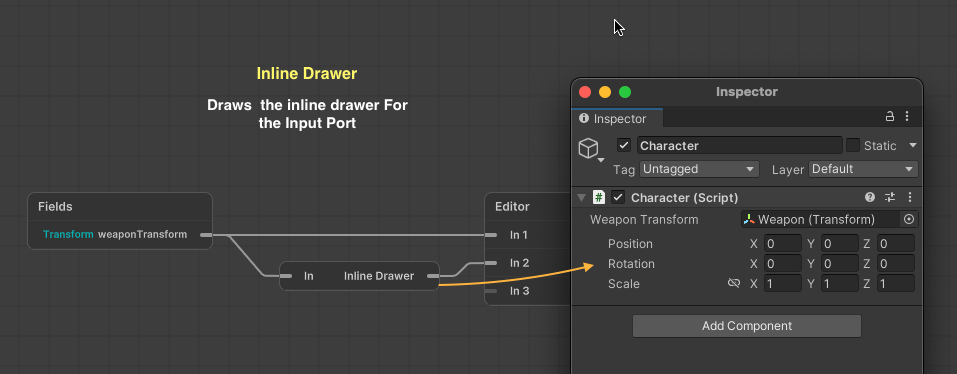 Inline Drawer
Draws the inline drawer For
the Input Port
Fields
Transform weaponTransform
In Inline Drawer
Editor
In 1
In 2
In 3
Inspector
Inspector
Character Static
Tag Untagged Layer Default
# Character (Script)
Weapon Transform Weapon (Transform)
Position X 0 Y 0 Z 0
Rotation X 0 Y 0 Z 0
Scale X 1 Y 1 Z 1
Add Component